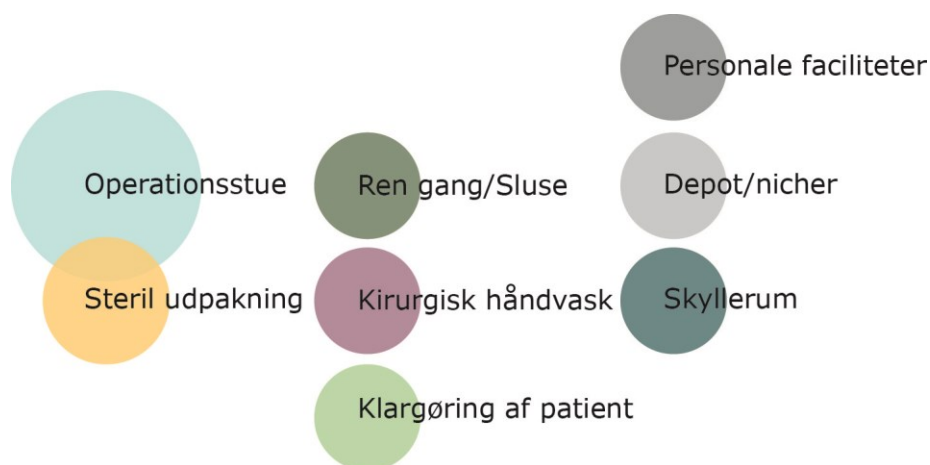 Operationsstue
Steril udpakning
Ren gang/Sluse
Kirurgisk håndvask
Klargøring af patient
Personale faciliteter
Depot/nicher
Skyllerum